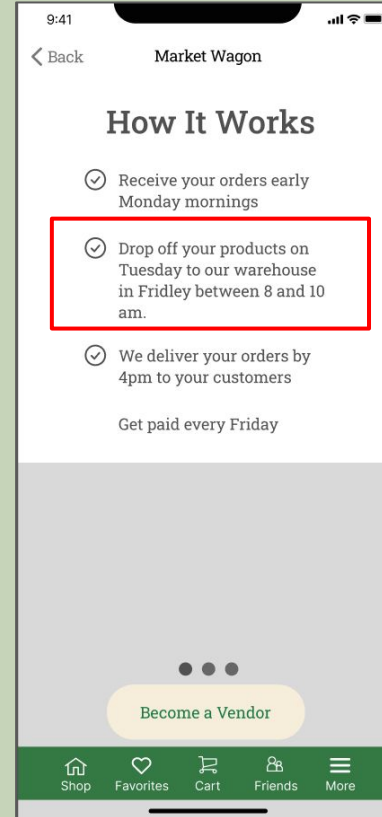 9:41
Back
Market Wagon
How It Works
Receive your orders early
Monday mornings
Drop off your products on
Tuesday to our warehouse
in Fridley between 8 and 10
am.
We deliver your orders by
4pm to your customers
Get paid every Friday
Become a Vendor
Shop Favorites Cart Friends More